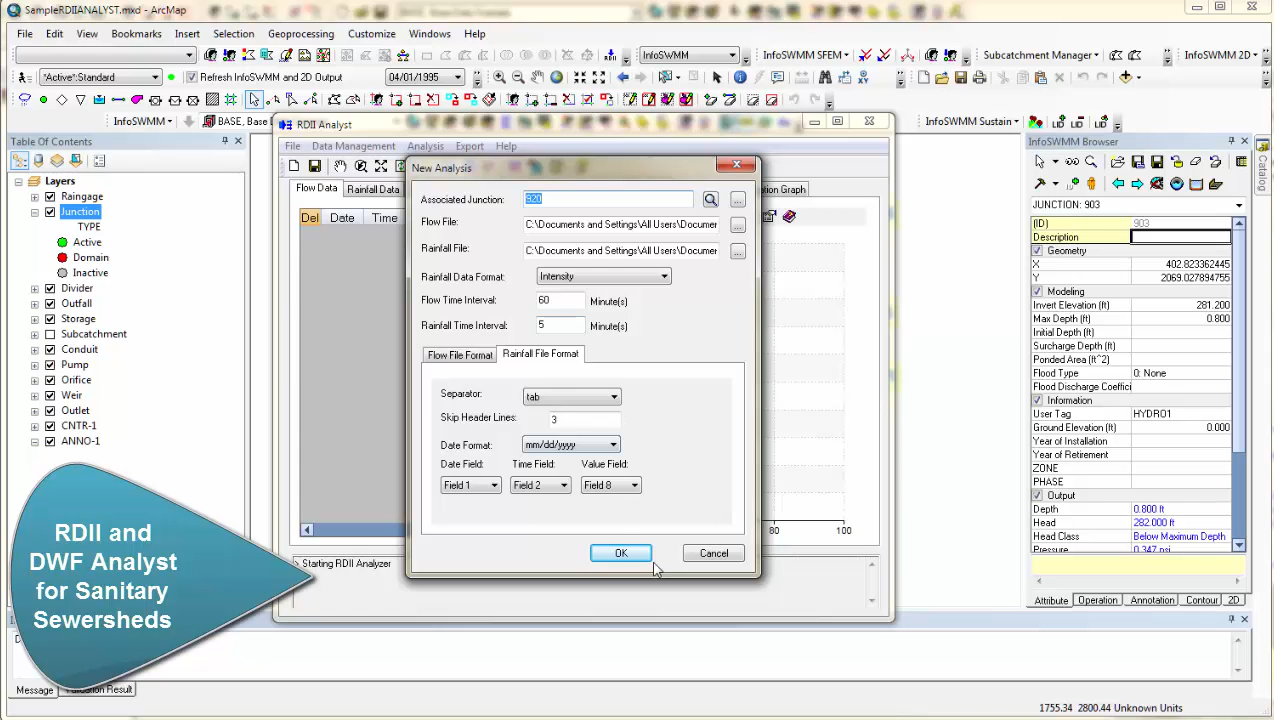 SampleRDIIANALYST.mxd - ArcMap
File Edit View Bookmarks Insert Selection Geoprocessing Customize Windows Help
InfoSWMM InfoSWMM SFEM Subcatchment Manager InfoSWMM 2D
*Active*:Standard Refresh InfoSWMM and 2D Output 04/01/1995
InfoSWMM BASE, Base InfoSWMM Sustain
Table Of Contents
Layers
Raingage
Junction
TYPE
Active
Domain
Inactive
Divider
Outfall
Storage
Subcatchment
Conduit
Pump
Orifice
Weir
Outlet
CNTR-1
ANNO-1
RDII Analyst
File Data Management Analysis Export Help
Flow Data Rainfall Data
Del Date Time
80 100
> Starting RDII Analyzer
New Analysis
Associated Junction: 920 ...
Flow File: C:\Documents and Settings\All Users\Documer ...
Rainfall File: C:\Documents and Settings\All Users\Documer ...
Rainfall Data Format: Intensity
Flow Time Interval: 60 Minute(s)
Rainfall Time Interval: 5 Minute(s)
Flow File Format Rainfall File Format
Separator: tab
Skip Header Lines: 3
Date Format: mm/dd/yyyy
Date Field: Time Field: Value Field:
Field 1 Field 2 Field 8
OK Cancel
InfoSWMM Browser
Catalog
JUNCTION: 903
(ID) 903
Description
Geometry
X 402.823362445
Y 2069.027894755
Modeling
Invert Elevation (ft) 281.200
Max Depth (ft) 0.800
Initial Depth (ft)
Surcharge Depth (ft)
Ponded Area (ft^2)
Flood Type 0: None
Flood Discharge Coeffici
Information
User Tag HYDRO1
Ground Elevation (ft) 0.000
Year of Installation
Year of Retirement
ZONE
PHASE
Output
Depth 0.800 ft
Head 282.000 ft
Head Class Below Maximum Depth
Pressure 0.347 psi
Attribute Operation Annotation Contour 2D
RDII and
DWF Analyst
for Sanitary
Sewersheds
Message Validation Result
1755.34 2800.44 Unknown Units